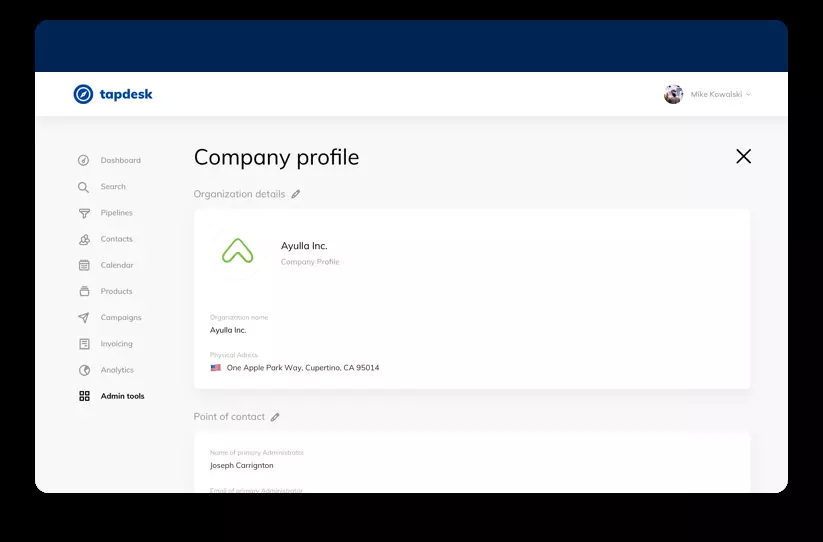 tapdesk
Mike Kowalski
Dashboard
Search
Pipelines
Contacts
Calendar
Products
Campaigns
Invoicing
Analytics
Admin tools
Company profile
Organization details
Ayulla Inc.
Company Profile
Organization name
Ayulla Inc.
Physical Adress
One Apple Park Way, Cupertino, CA 95014
Point of contact
Name of primary Administrator
Joseph Carrignton
Email of primary Administrator